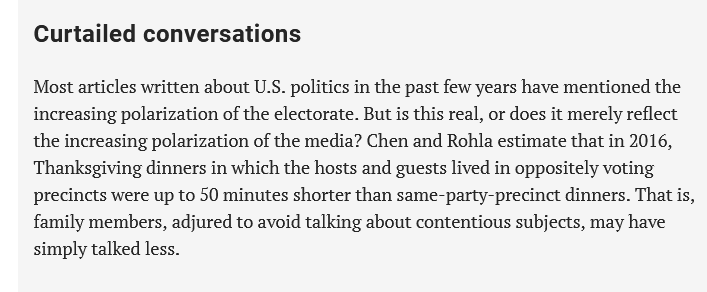 Curtailed conversations
Most articles written about U.S. politics in the past few years have mentioned the
increasing polarization of the electorate. But is this real, or does it merely reflect
the increasing polarization of the media? Chen and Rohla estimate that in 2016,
Thanksgiving dinners in which the hosts and guests lived in oppositely voting
precincts were up to 50 minutes shorter than same-party-precinct dinners. That is,
family members, adjured to avoid talking about contentious subjects, may have
simply talked less.